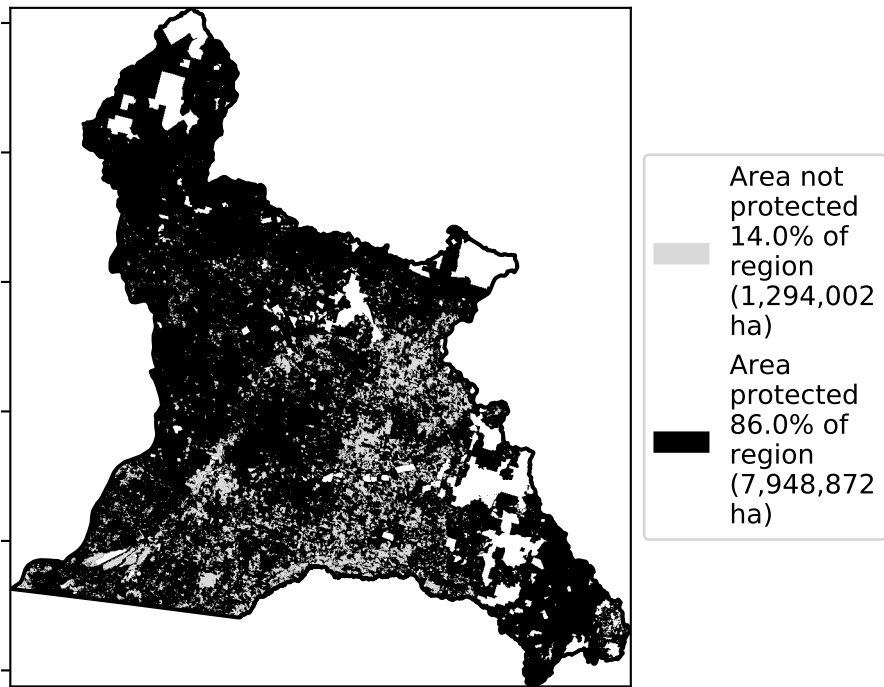 Area not
protected
14.0% of
region
(1,294,002
ha)
Area
protected
86.0% of
region
(7,948,872
ha)